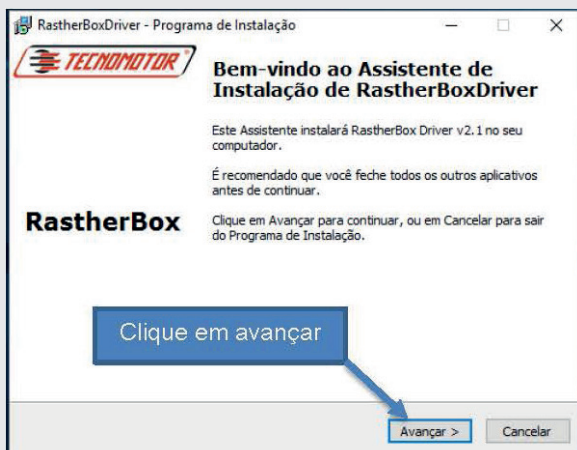 RastherBoxDriver - Programa de Instalação
TECNOMOTOR
Bem-vindo ao Assistente de
Instalação de RastherBoxDriver
Este Assistente instalará RastherBox Driver v2.1 no seu
computador.
É recomendado que você feche todos os outros aplicativos
antes de continuar.
RastherBox
Clique em Avançar para continuar, ou em Cancelar para sair
do Programa de Instalação.
Clique em avançar
Avançar >
Cancelar